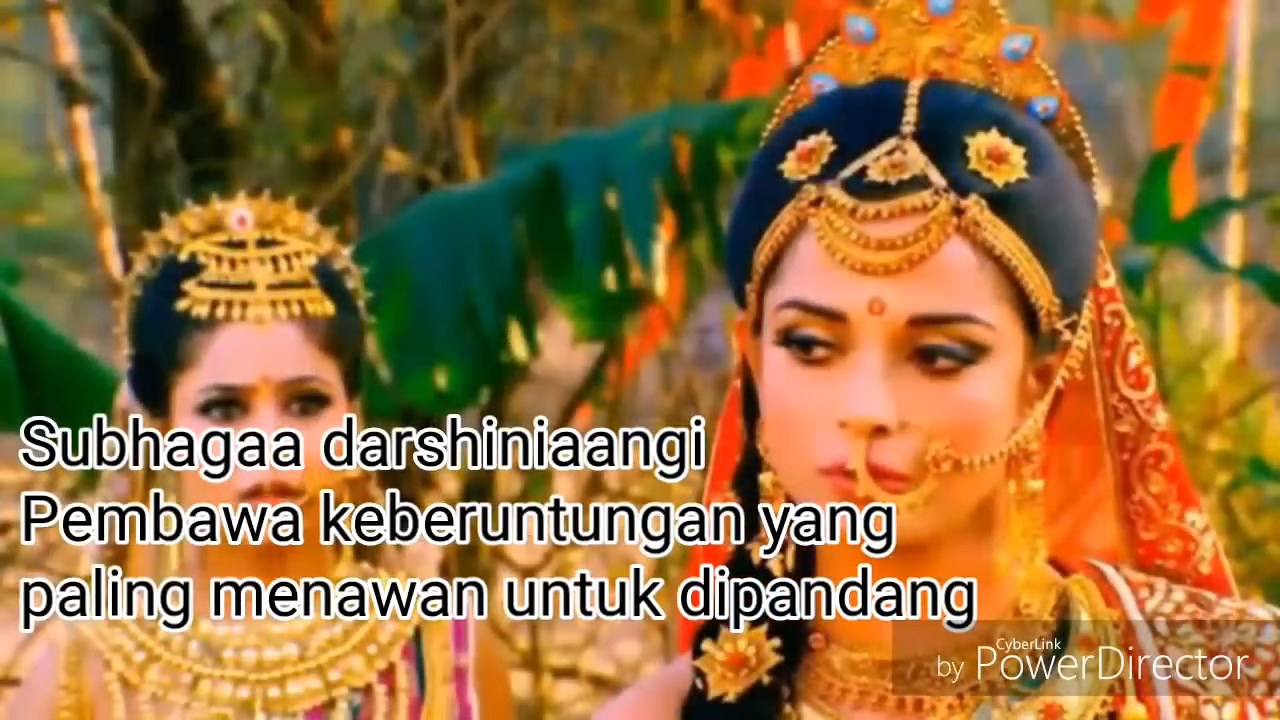 Subhagaa darshiniaangi
Pembawa keberuntungan yang
paling menawan untuk dipandang
CyberLink
by PowerDirector